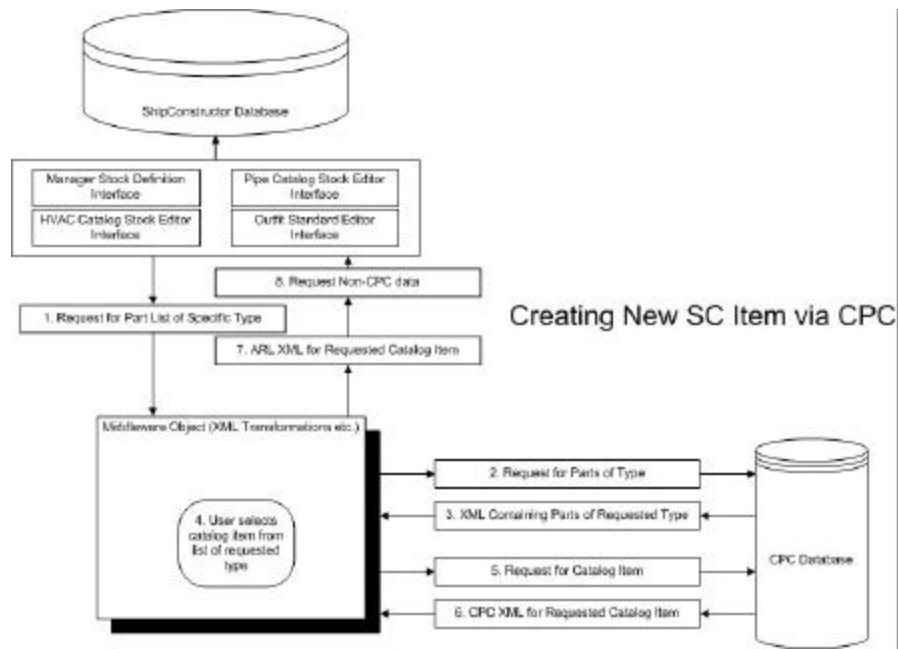 ShipConstructor Database
Manager Stock Definition
Interface
Pipe Catalog Stock Editor
Interface
HVAC Catalog Stock Editor
Interface
Outfit Standard Editor
Interface
8. Request Non-CPC data
1. Request for Part List of Specific Type
Creating New SC Item via CPC
7. ARL XML for Requested Catalog Item
Middleware Object (XML Transformations etc.)
2. Request for Parts of Type
3. XML Containing Parts of Requested Type
4. User selects
catalog item from
list of requested
type
CPC Database
5. Request for Catalog Item
6. CPC XML for Requested Catalog Item